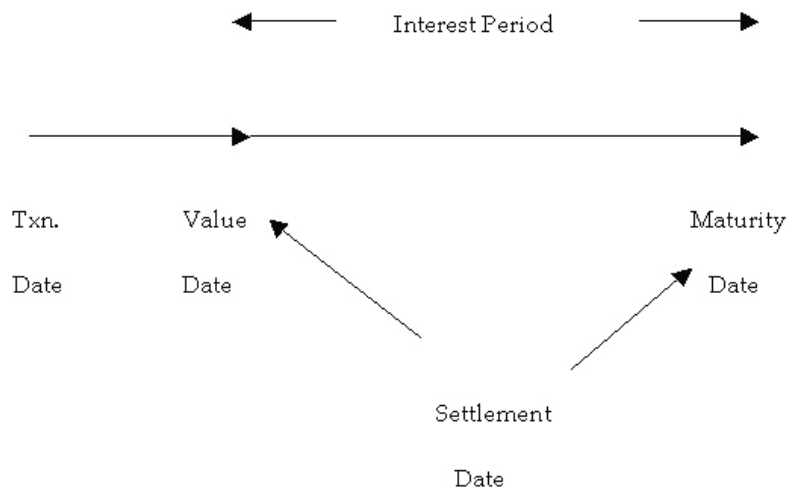 Interest Period
Txn. Value Maturity
Date Date Date
Settlement
Date